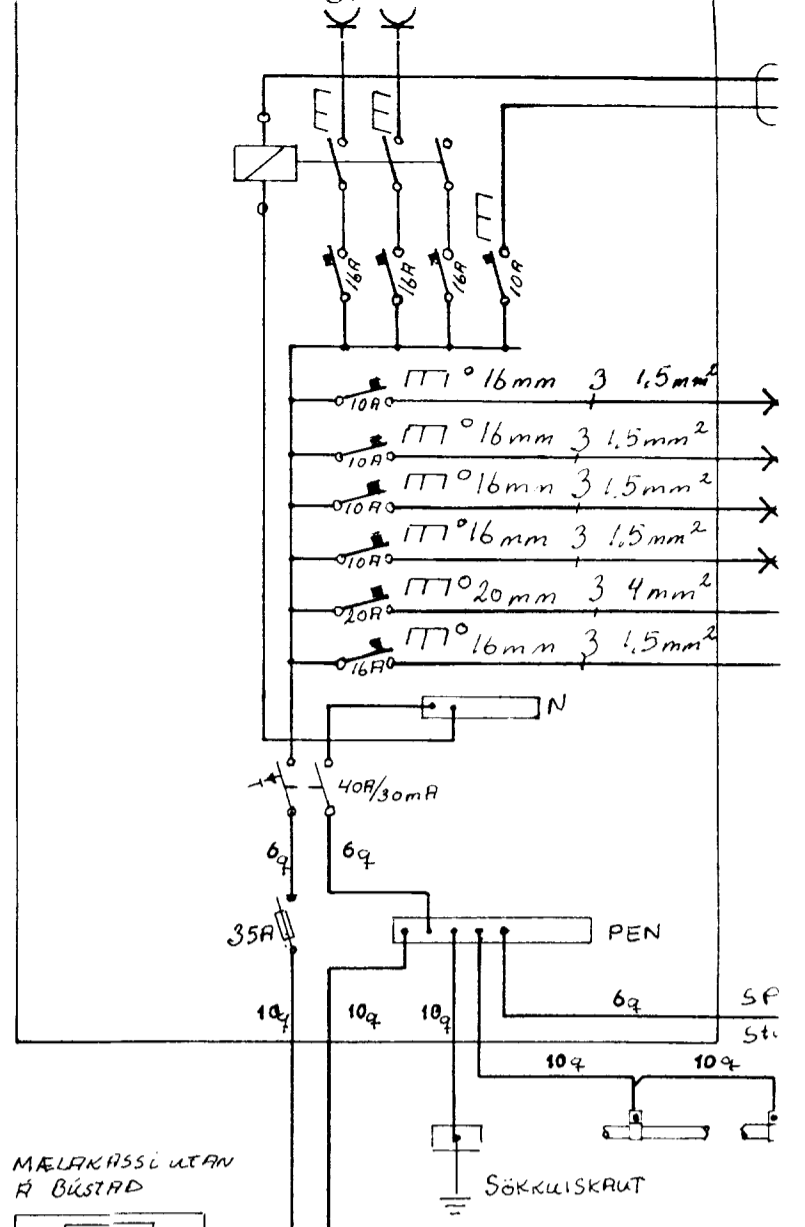 16A 16A 16A 10A
10A 16mm 3 1,5mm²
10A 16mm 3 1,5mm²
10A 16mm 3 1,5mm²
10A 16mm 3 1,5mm²
20A 20mm 3 4mm²
16A 16mm 3 1,5mm²
N
40A/30mA
6q 6q
35A
PEN
10q 10q 10q 6q
10q 10q
SÖKKULSKAUT
MÆLAKASSI UTAN
Á BÚSTAÐ